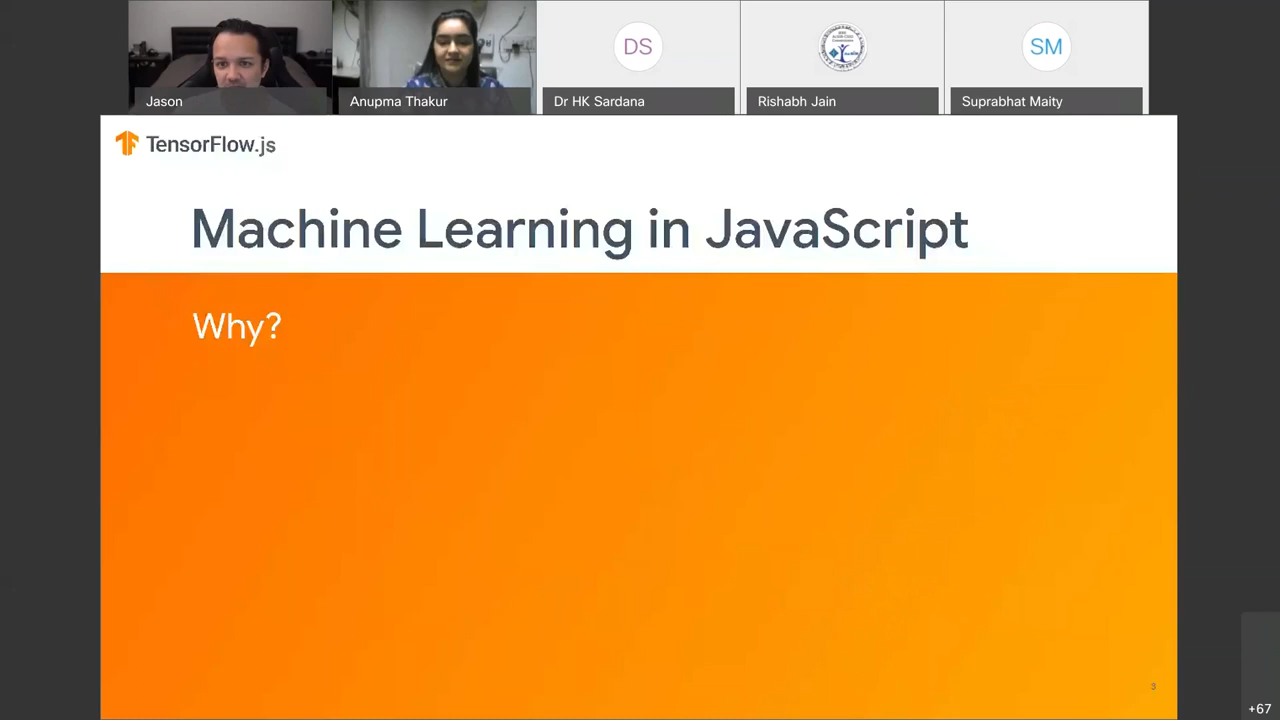 Jason
Anupma Thakur
DS
Dr HK Sardana
Rishabh Jain
SM
Suprabhat Maity
TensorFlow.js
Machine Learning in JavaScript
Why?
3
+67